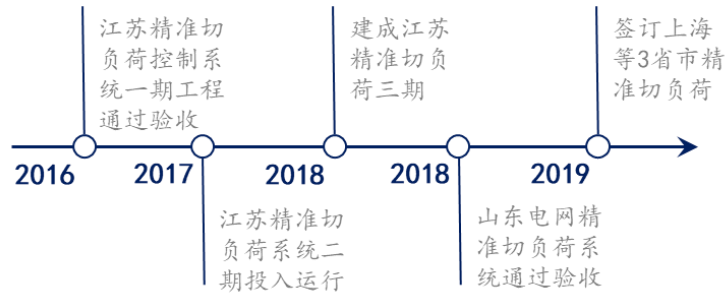 江苏精准切
负荷控制系
统一期工程
通过验收
建成江苏
精准切负
荷三期
签订上海
等3省市精
准切负荷
2016
2017
2018
2018
2019
江苏精准切
负荷系统二
期投入运行
山东电网精
准切负荷系
统通过验收